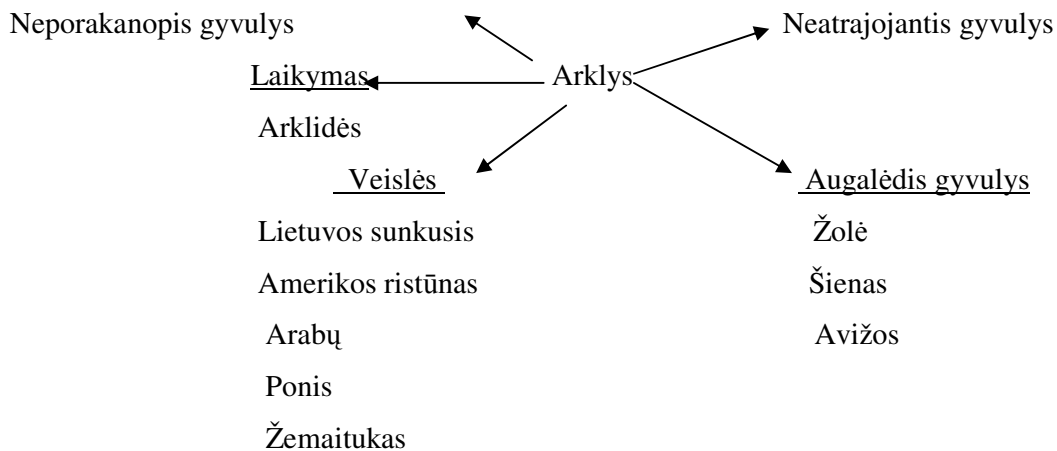 Neporakanopis gyvulys
Neatrajojantis gyvulys
Laikymas
Arklys
Arklidės
Veislės
Augalėdis gyvulys
Lietuvos sunkusis
Žolė
Amerikos ristūnas
Šienas
Arabų
Avižos
Ponis
Žemaitukas